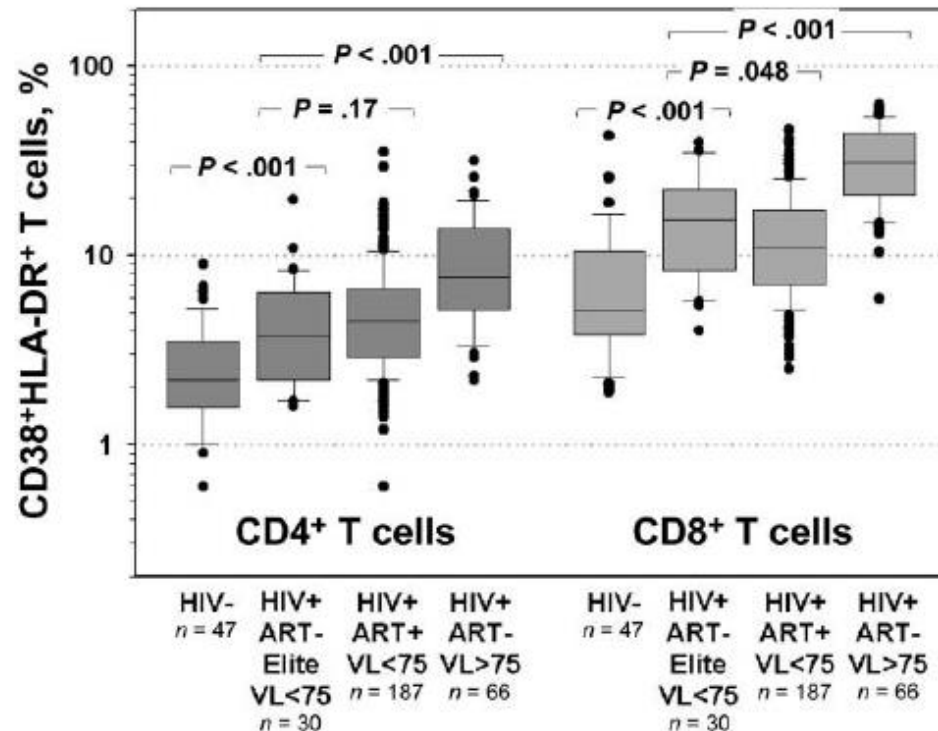 CD38⁺HLA-DR⁺ T cells, %
100
10
1
P < .001
P = .17
P < .001
P < .001
P = .048
P < .001
CD4⁺ T cells
CD8⁺ T cells
HIV-
n = 47
HIV+
ART-
Elite
VL<75
n = 30
HIV+
ART+
VL<75
n = 187
HIV+
ART-
VL>75
n = 66
HIV-
n = 47
HIV+
ART-
Elite
VL<75
n = 30
HIV+
ART+
VL<75
n = 187
HIV+
ART-
VL>75
n = 66